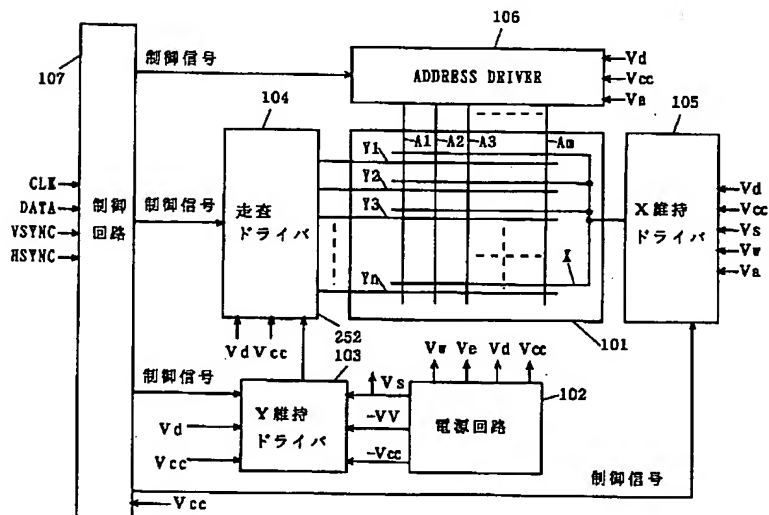 106
107
制御信号
ADDRESS DRIVER
Vd
Vcc
Va
104
105
A1
A2
A3
Am
Y1
Y2
Y3
Yn
X
CLK
DATA
VSYNC
HSYNC
制御
回路
制御信号
走査
ドライバ
X維持
ドライバ
Vd
Vcc
Vs
Vw
Va
252
101
Vd
Vcc
103
Vw
Ve
Vd
Vcc
制御信号
Vs
102
Y維持
ドライバ
-VV
電源回路
Vd
Vcc
-Vcc
制御信号
Vcc